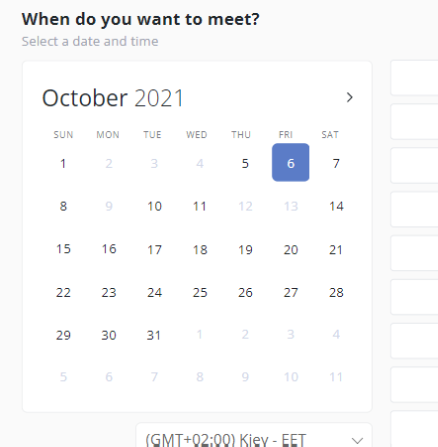 When do you want to meet?
Select a date and time
October 2021
SUN MON TUE WED THU FRI SAT
1 2 3 4 5 6 7
8 9 10 11 12 13 14
15 16 17 18 19 20 21
22 23 24 25 26 27 28
29 30 31 1 2 3 4
5 6 7 8 9 10 11
(GMT+02:00) Kiev - EET